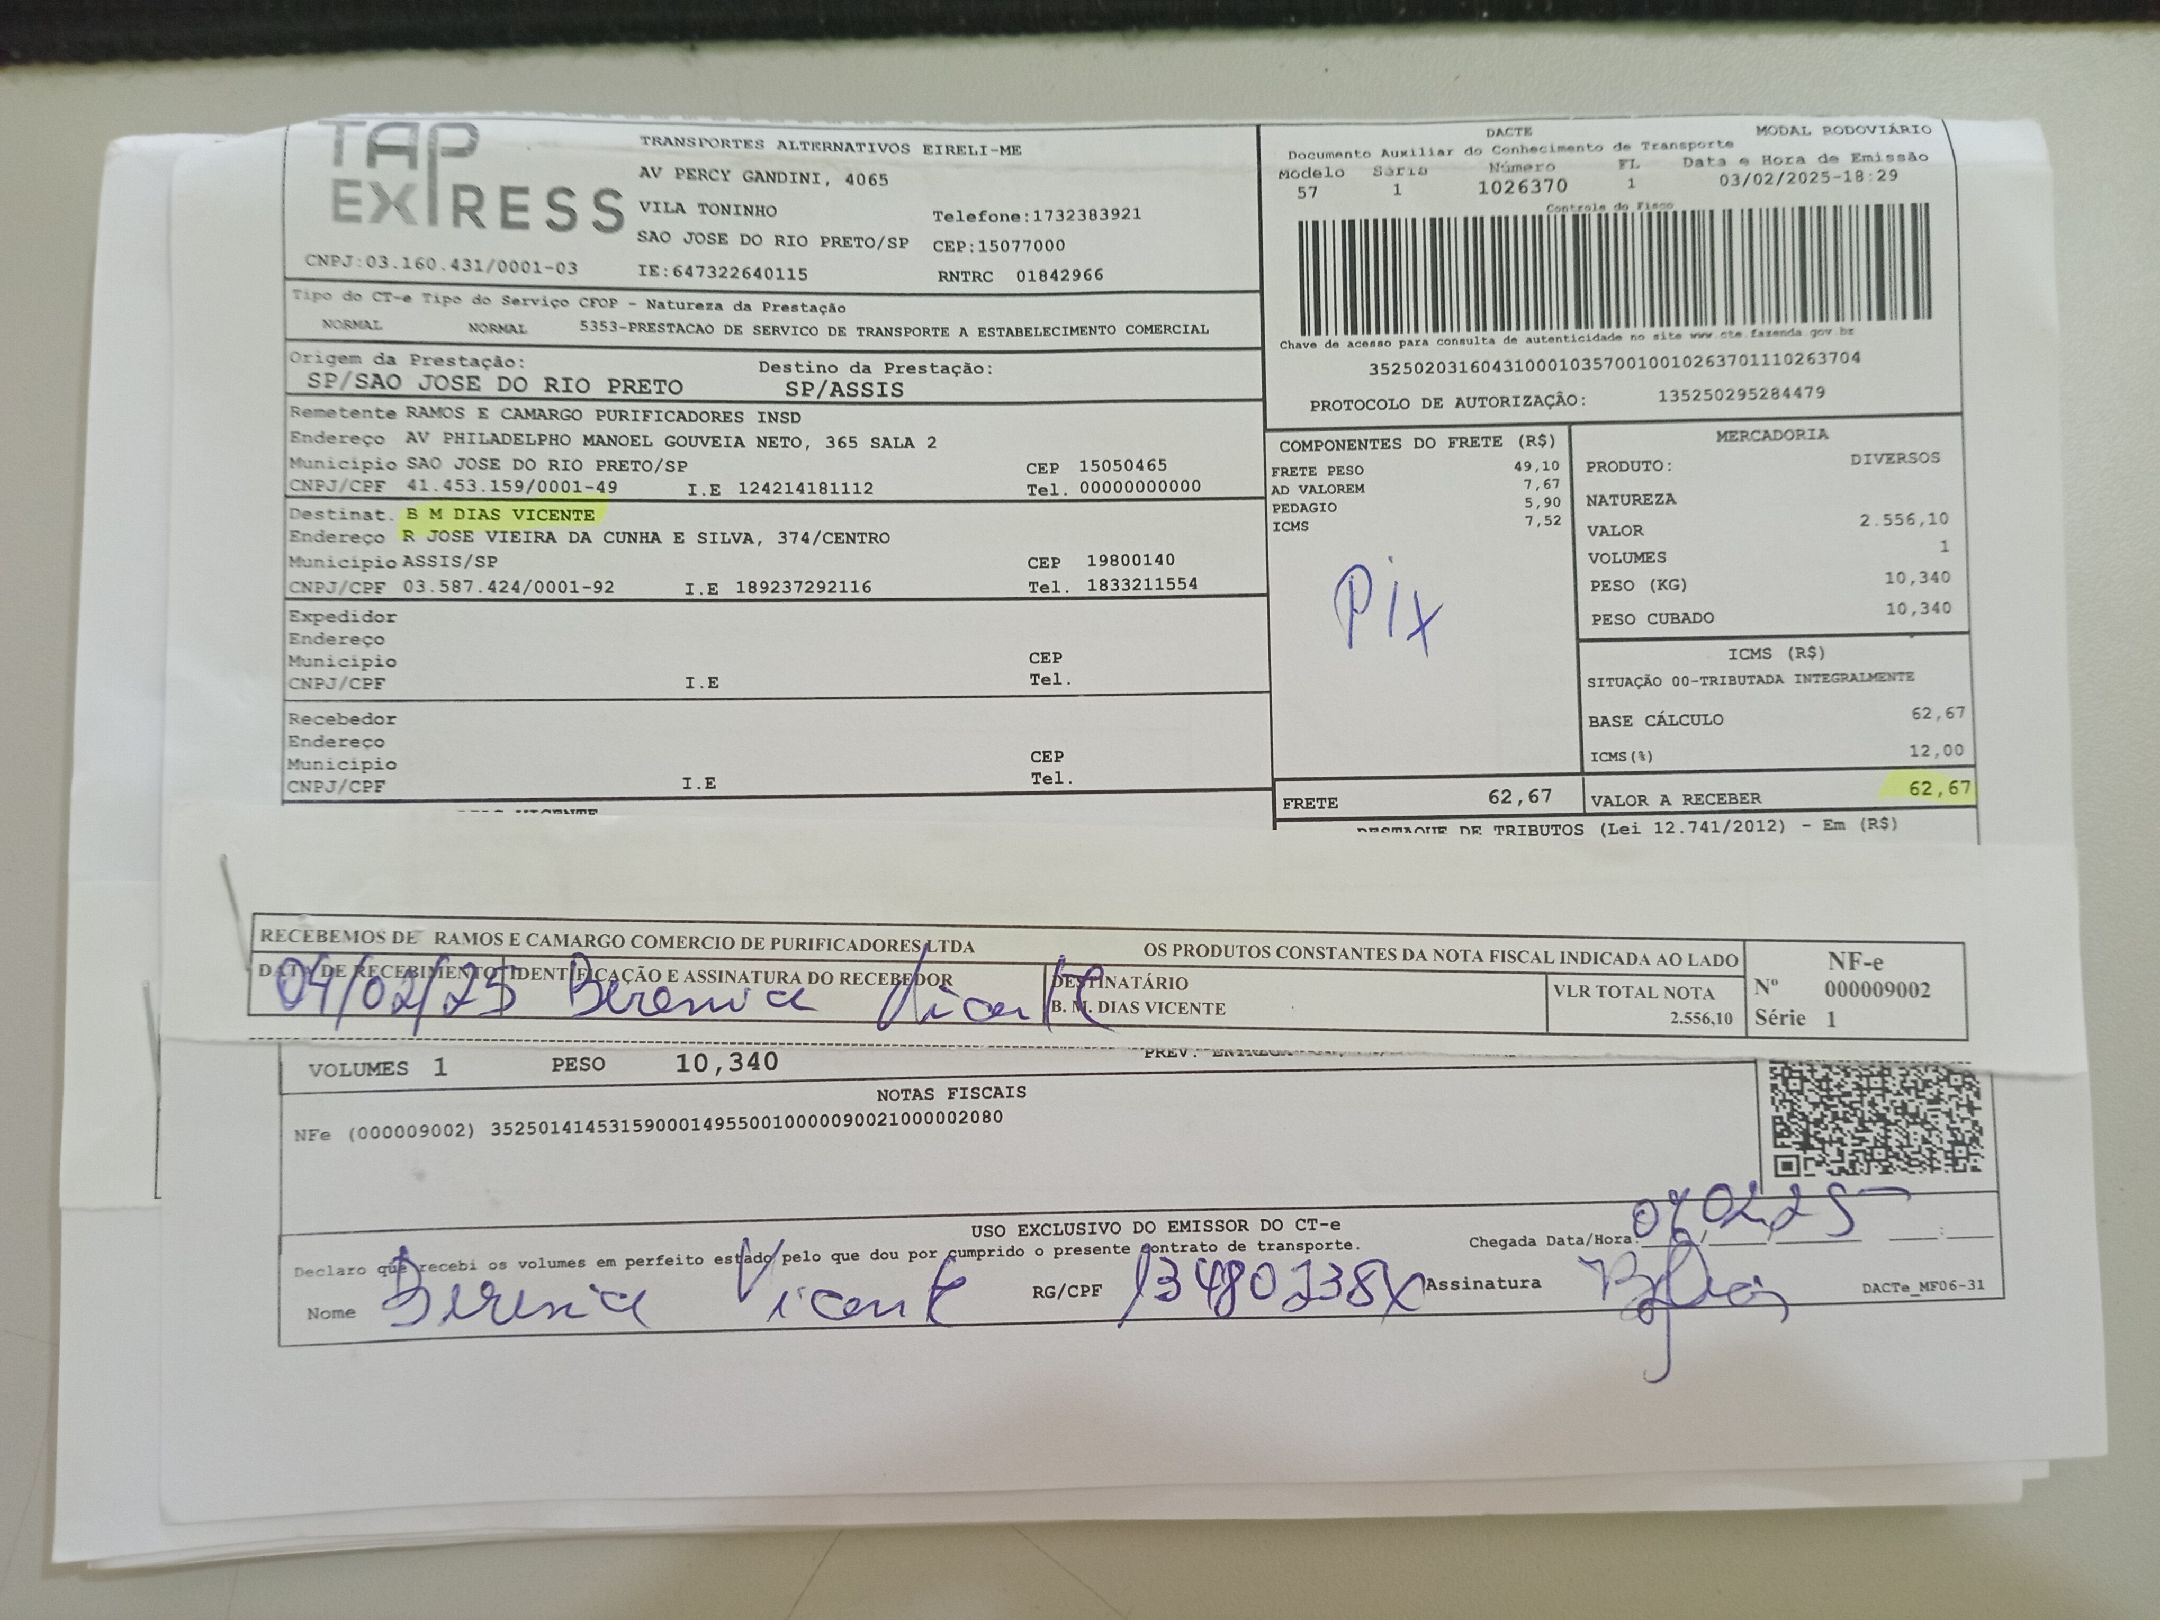 TAP EXPRESS
TRANSPORTES ALTERNATIVOS EIRELI-ME
AV PERCY GANDINI, 4065
VILA TONINHO Telefone:1732383921
SAO JOSE DO RIO PRETO/SP CEP:15077000
CNPJ:03.160.431/0001-03 IE:647322640115 RNTRC 01842966
Tipo do CT-e Tipo do Serviço CFOP - Natureza da Prestação
NORMAL NORMAL 5353-PRESTACAO DE SERVICO DE TRANSPORTE A ESTABELECIMENTO COMERCIAL
Origem da Prestação: Destino da Prestação:
SP/SAO JOSE DO RIO PRETO SP/ASSIS
Remetente RAMOS E CAMARGO PURIFICADORES INSD
Endereço AV PHILADELPHO MANOEL GOUVEIA NETO, 365 SALA 2
Município SAO JOSE DO RIO PRETO/SP CEP 15050465
CNPJ/CPF 41.453.159/0001-49 I.E 124214181112 Tel. 00000000000
Destinat. B M DIAS VICENTE
Endereço R JOSE VIEIRA DA CUNHA E SILVA, 374/CENTRO
Município ASSIS/SP CEP 19800140
CNPJ/CPF 03.587.424/0001-92 I.E 189237292116 Tel. 1833211554
Expedidor
Endereço
Município CEP
CNPJ/CPF I.E Tel.
Recebedor
Endereço
Município CEP
CNPJ/CPF I.E Tel.
DACTE MODAL RODOVIÁRIO
Documento Auxiliar do Conhecimento de Transporte
Modelo Série Número FL Data e Hora de Emissão
57 1 1026370 1 03/02/2025-18:29
Controle do Fisco
Chave de acesso para consulta de autenticidade no site www.cte.fazenda.gov.br
35250203160431000103570010010263701110263704
PROTOCOLO DE AUTORIZAÇÃO: 135250295284479
COMPONENTES DO FRETE (R$)
FRETE PESO 49,10
AD VALOREM 7,67
PEDAGIO 5,90
ICMS 7,52
Pix
FRETE 62,67
MERCADORIA
PRODUTO: DIVERSOS
NATUREZA
VALOR 2.556,10
VOLUMES 1
PESO (KG) 10,340
PESO CUBADO 10,340
ICMS (R$)
SITUAÇÃO 00-TRIBUTADA INTEGRALMENTE
BASE CÁLCULO 62,67
ICMS(%) 12,00
VALOR A RECEBER 62,67
DESTAQUE DE TRIBUTOS (Lei 12.741/2012) - Em (R$)
RECEBEMOS DE RAMOS E CAMARGO COMERCIO DE PURIFICADORES LTDA OS PRODUTOS CONSTANTES DA NOTA FISCAL INDICADA AO LADO
DATA DE RECEBIMENTO IDENTIFICAÇÃO E ASSINATURA DO RECEBEDOR
04/02/25 Berenice Vicente
DESTINATÁRIO
B. M. DIAS VICENTE
VLR TOTAL NOTA
2.556,10
NF-e
Nº 000009002
Série 1
VOLUMES 1 PESO 10,340 PREV. ENTREGA
NOTAS FISCAIS
NFe (000009002) 35250141453159000149550010000090021000002080
USO EXCLUSIVO DO EMISSOR DO CT-e
Declaro que recebi os volumes em perfeito estado pelo que dou por cumprido o presente contrato de transporte.
Chegada Data/Hora: 04 02 25
Nome Berenice Vicente RG/CPF 13480238X Assinatura
DACTe_MF06-31